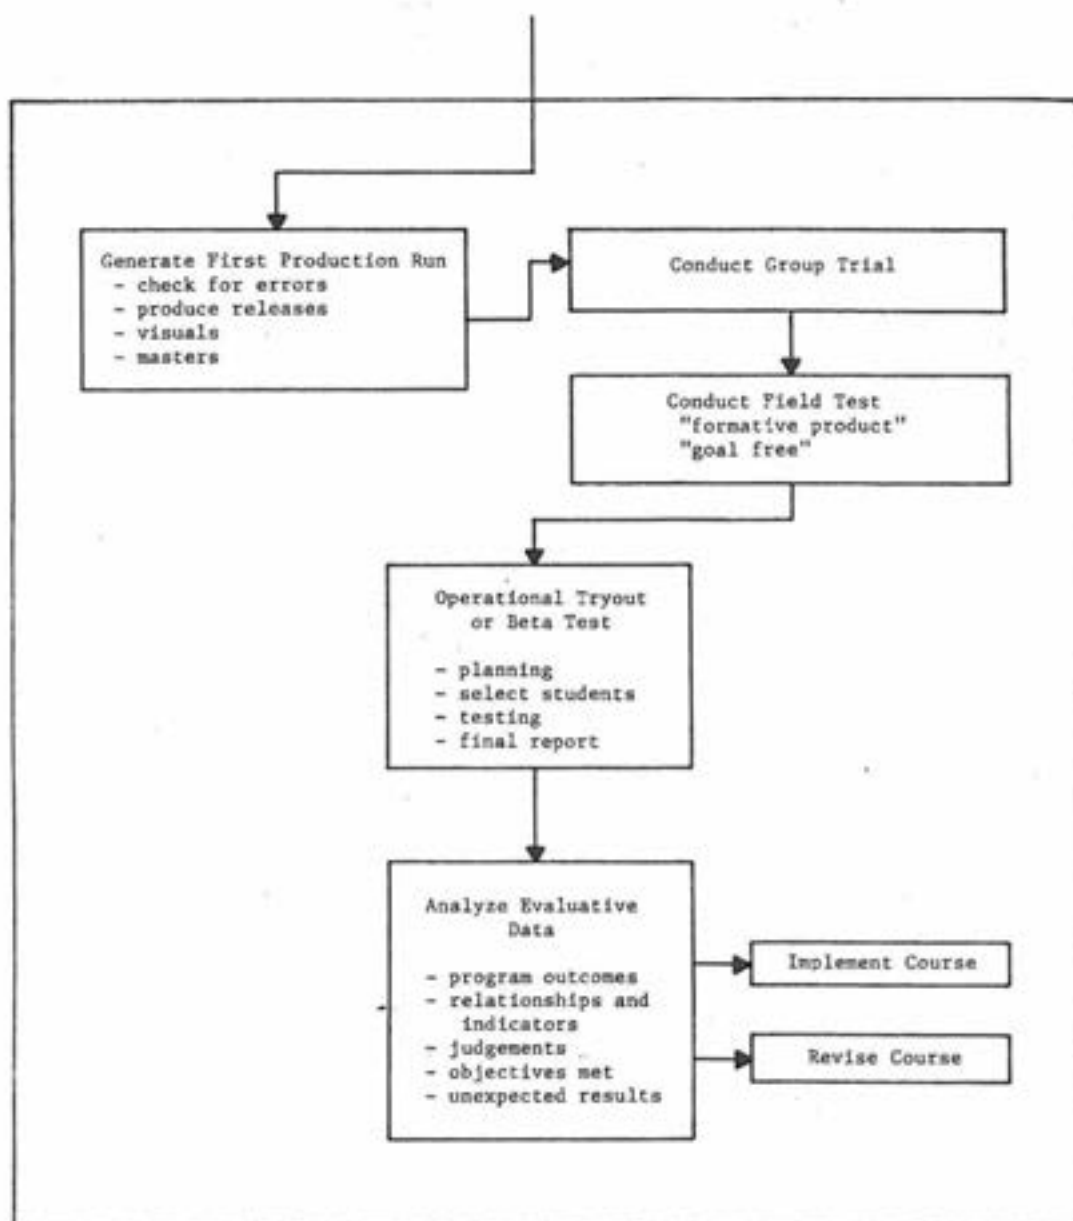 Generate First Production Run
- check for errors
- produce releases
- visuals
- masters
Conduct Group Trial
Conduct Field Test
"formative product"
"goal free"
Operational Tryout
or Beta Test
- planning
- select students
- testing
- final report
Analyze Evaluative
Data
- program outcomes
- relationships and
indicators
- judgements
- objectives met
- unexpected results
Implement Course
Revise Course